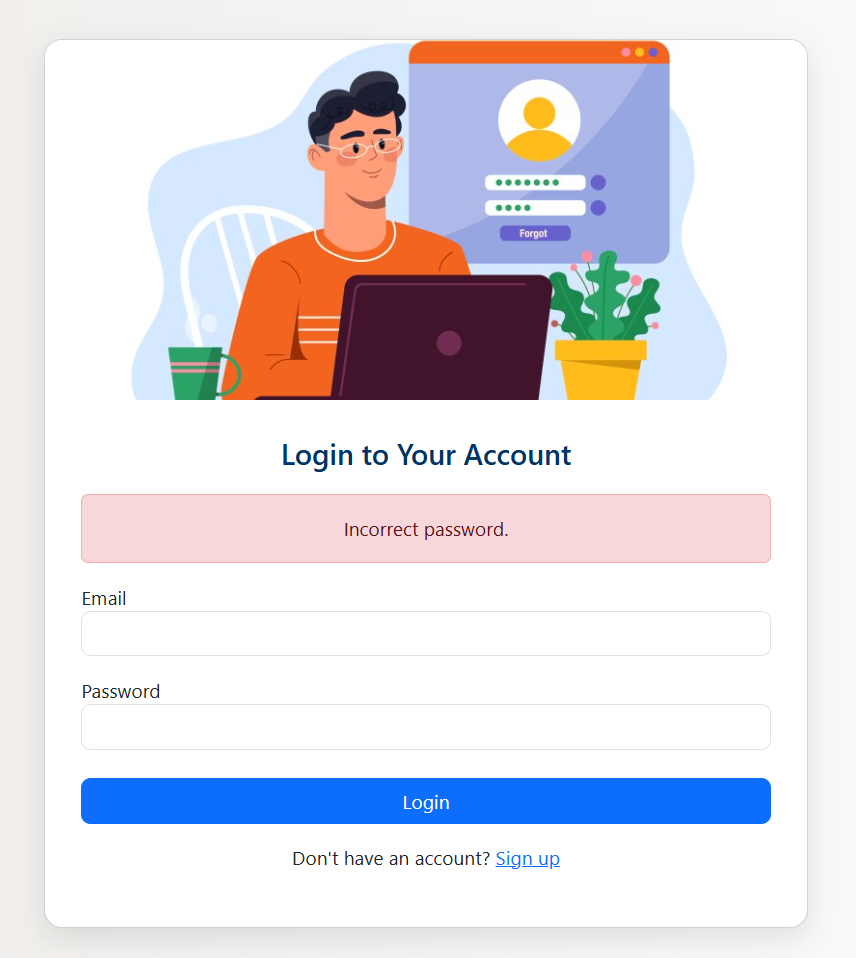 Forgot
Login to Your Account
Incorrect password.
Email
Password
Login
Don't have an account? Sign up